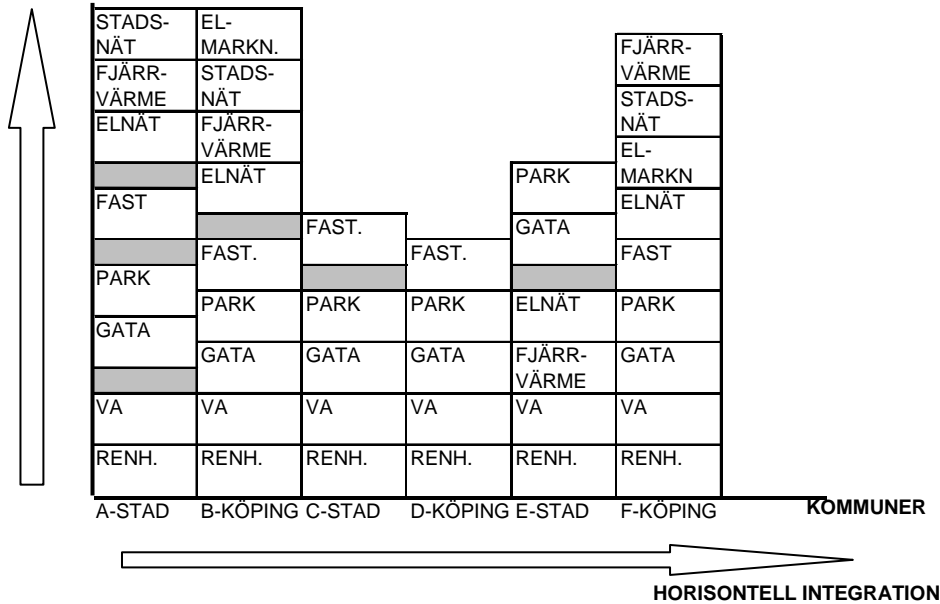 STADS-
NÄT
FJÄRR-
VÄRME
ELNÄT
FAST
PARK
GATA
VA
RENH.
A-STAD
EL-
MARKN.
STADS-
NÄT
FJÄRR-
VÄRME
ELNÄT
FAST.
PARK
GATA
VA
RENH.
B-KÖPING
FAST.
PARK
GATA
VA
RENH.
C-STAD
FAST.
PARK
GATA
VA
RENH.
D-KÖPING
PARK
GATA
ELNÄT
FJÄRR-
VÄRME
VA
RENH.
E-STAD
FJÄRR-
VÄRME
STADS-
NÄT
EL-
MARKN
ELNÄT
FAST
PARK
GATA
VA
RENH.
F-KÖPING
KOMMUNER
HORISONTELL INTEGRATION